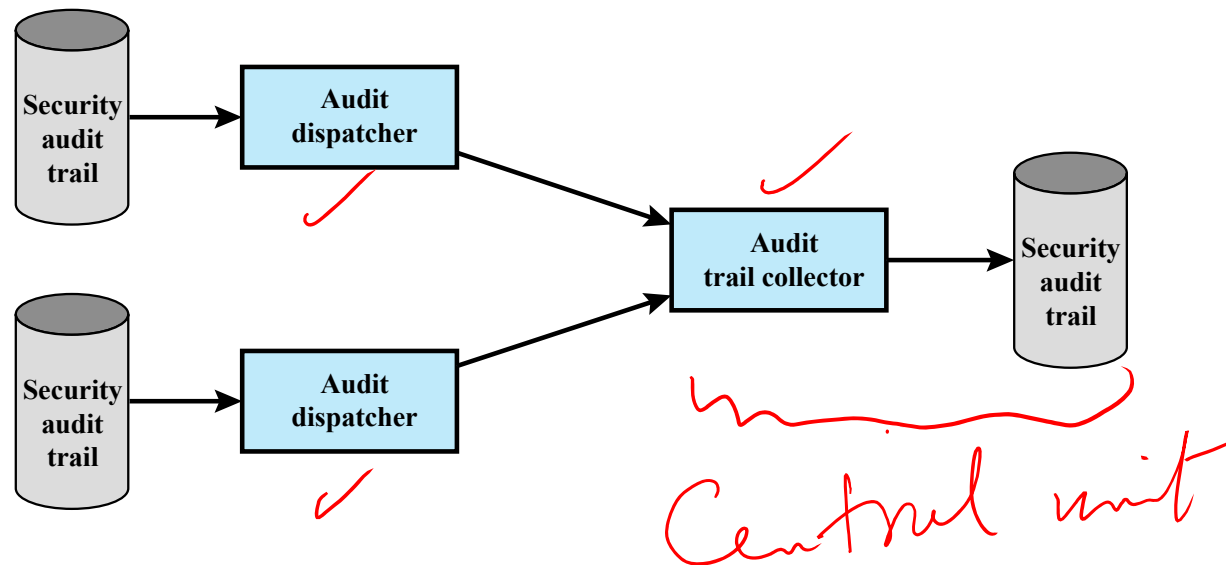 Security
audit
trail
Audit
dispatcher
Audit
trail collector
Security
audit
trail
Security
audit
trail
Audit
dispatcher
Central unit